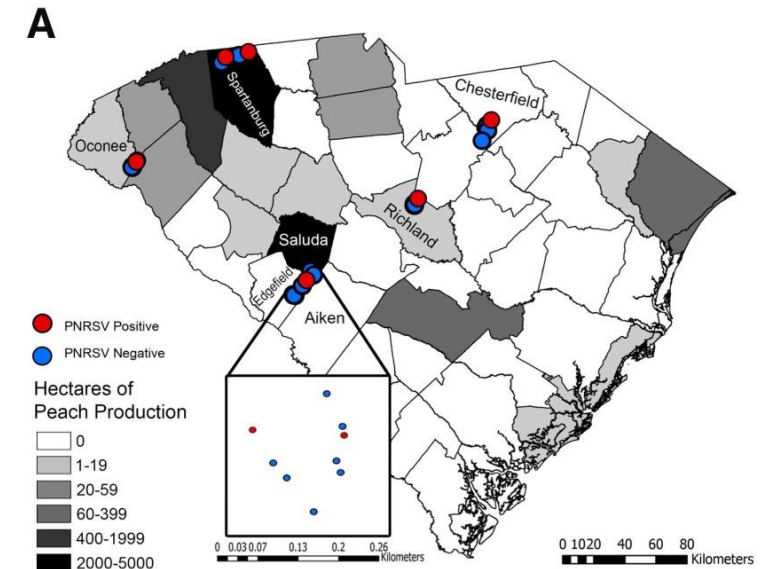 A
Spartanburg
Chesterfield
Oconee
Richland
Saluda
Edgefield
Aiken
PNRSV Positive
PNRSV Negative
Hectares of
Peach Production
0
1-19
20-59
60-399
400-1999
2000-5000
0 0.03 0.07 0.13 0.2 0.26
Kilometers
0 10 20 40 60 80
Kilometers